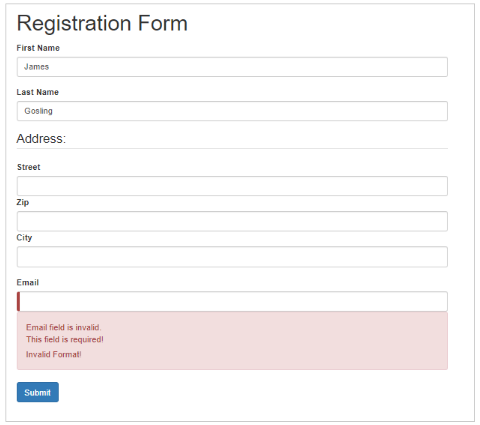 Registration Form
First Name
James
Last Name
Gosling
Address:
Street
Zip
City
Email
Email field is invalid.
This field is required!
Invalid Format!
Submit